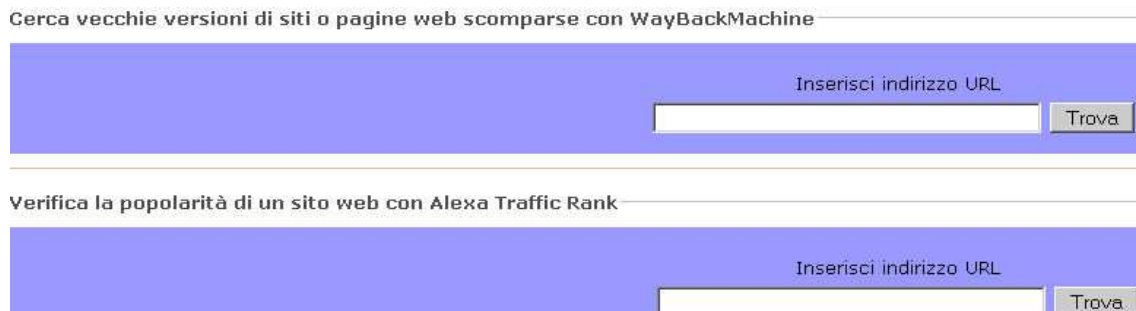 Cerca vecchie versioni di siti o pagine web scomparse con WayBackMachine
Inserisci indirizzo URL
Trova
Verifica la popolarità di un sito web con Alexa Traffic Rank
Inserisci indirizzo URL
Trova